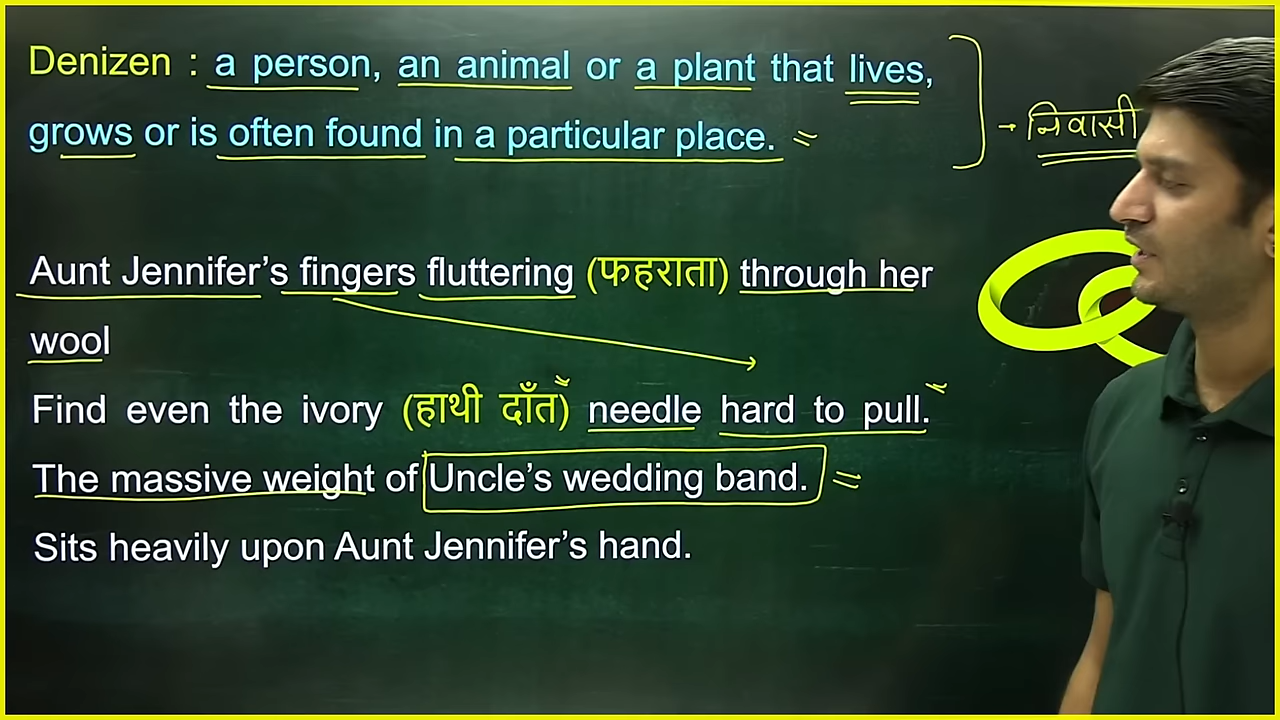 Denizen : a person, an animal or a plant that lives,
grows or is often found in a particular place.
→ निवासी
Aunt Jennifer’s fingers fluttering (फहराता) through her
wool
Find even the ivory (हाथी दाँत) needle hard to pull.
The massive weight of Uncle’s wedding band.
Sits heavily upon Aunt Jennifer’s hand.